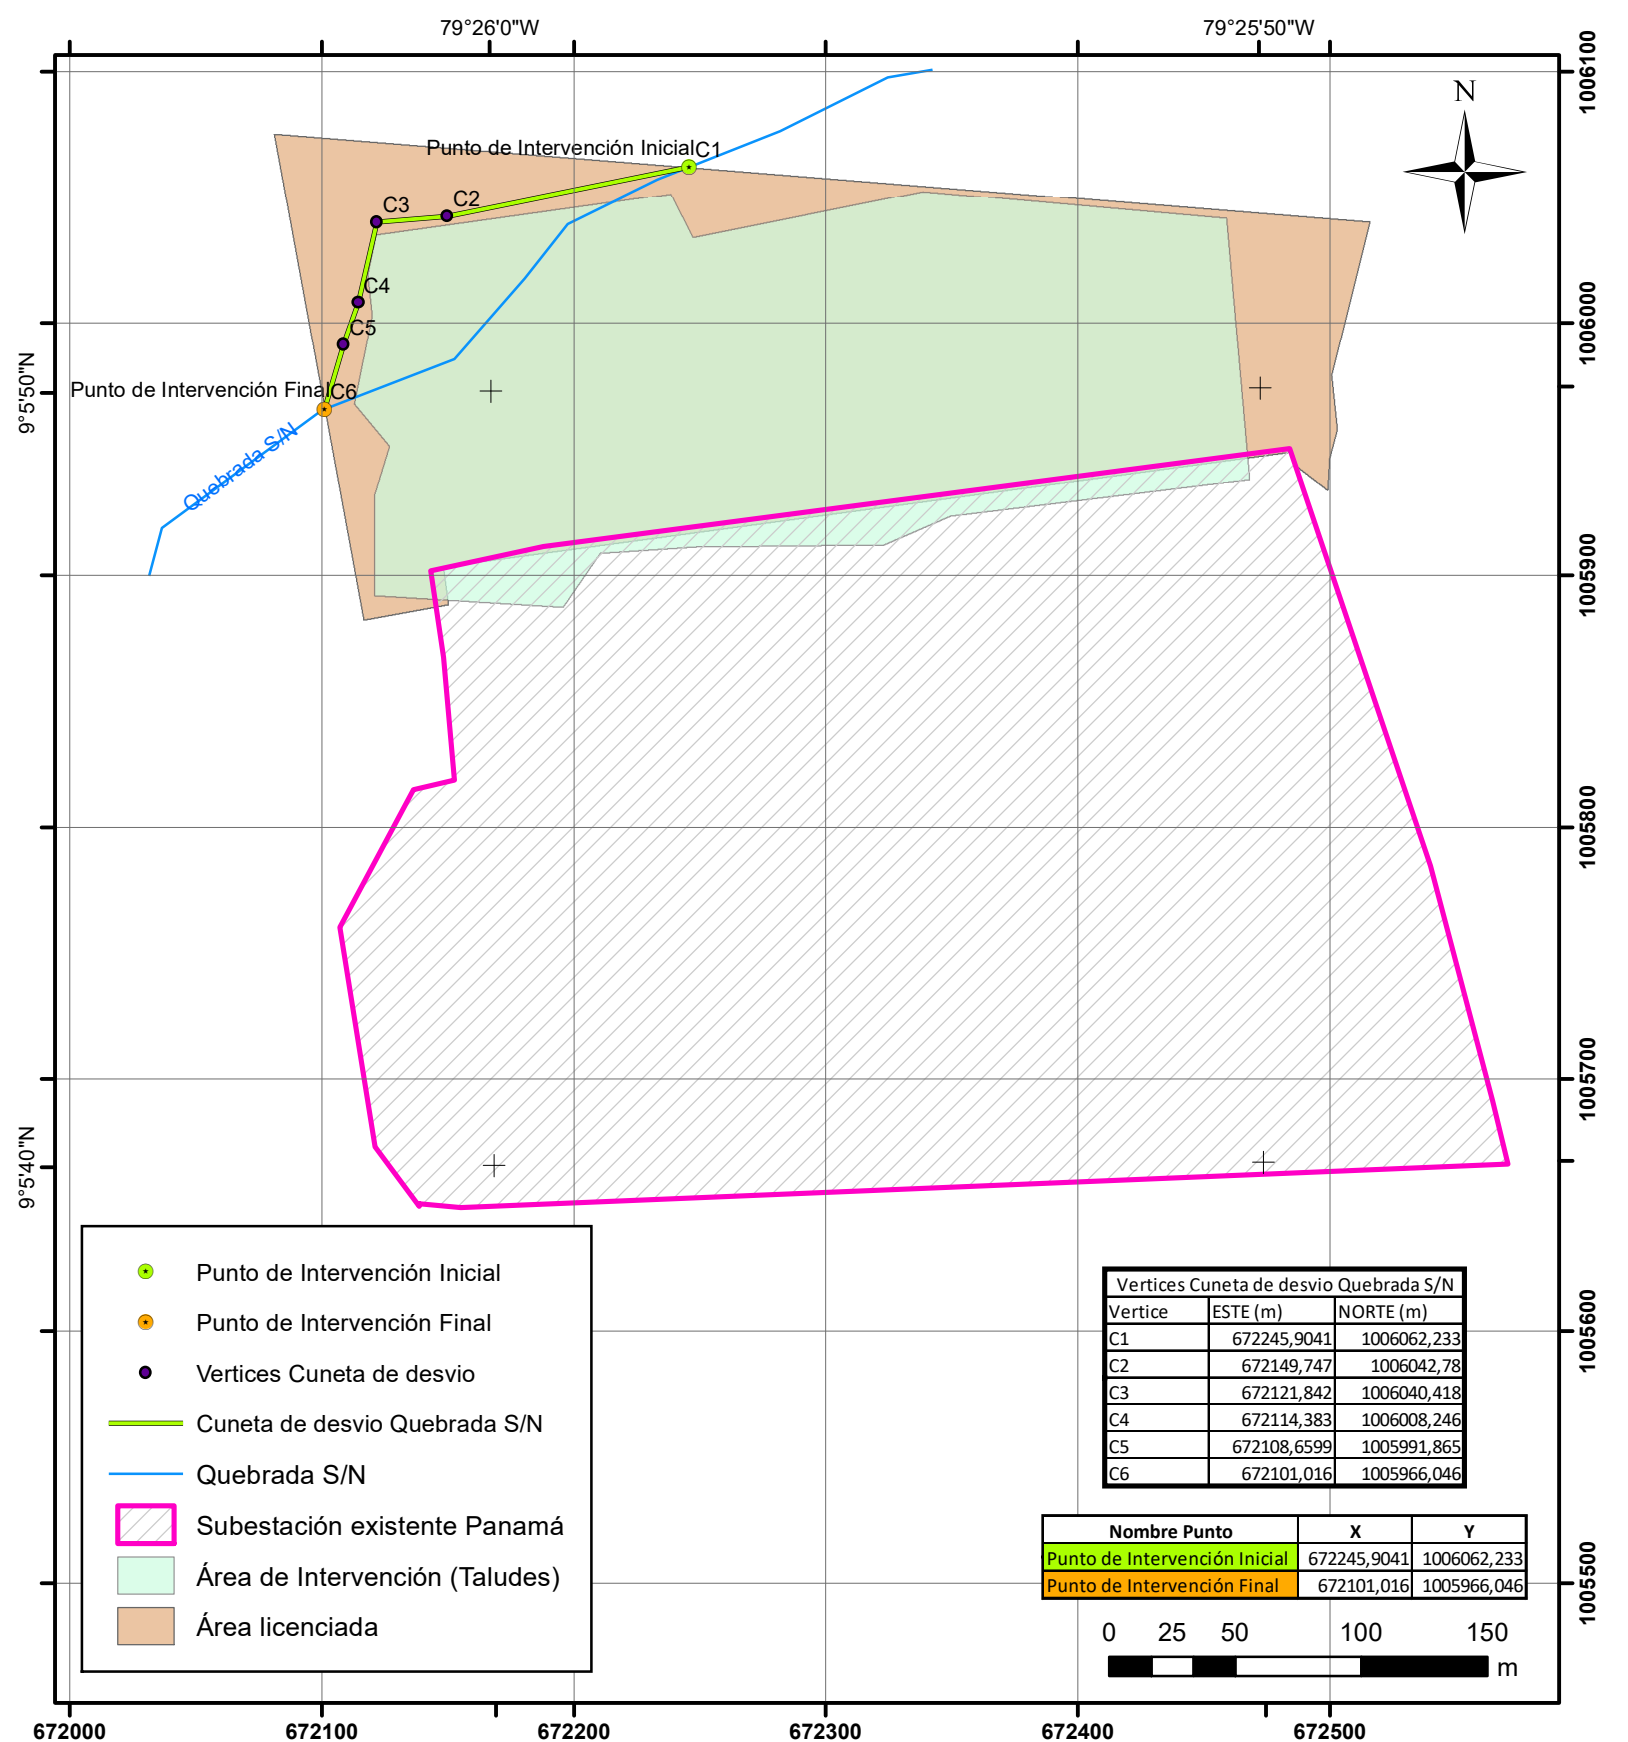 79°26'0"W
79°25'50"W
N
Punto de Intervención Inicial C1
C2
C3
C4
C5
Punto de Intervención Final C6
Quebrada S/N
9°5'50"N
9°5'40"N
1006100
1006000
1005900
1005800
1005700
1005600
1005500
Punto de Intervención Inicial
Punto de Intervención Final
Vertices Cuneta de desvio
Cuneta de desvio Quebrada S/N
Quebrada S/N
Subestación existente Panamá
Área de Intervención (Taludes)
Área licenciada
Vertices Cuneta de desvio Quebrada S/N
Vertice ESTE (m) NORTE (m)
C1 672245,9041 1006062,233
C2 672149,747 1006042,78
C3 672121,842 1006040,418
C4 672114,383 1006008,246
C5 672108,6599 1005991,865
C6 672101,016 1005966,046
Nombre Punto X Y
Punto de Intervención Inicial 672245,9041 1006062,233
Punto de Intervención Final 672101,016 1005966,046
0 25 50 100 150
m
672000 672100 672200 672300 672400 672500